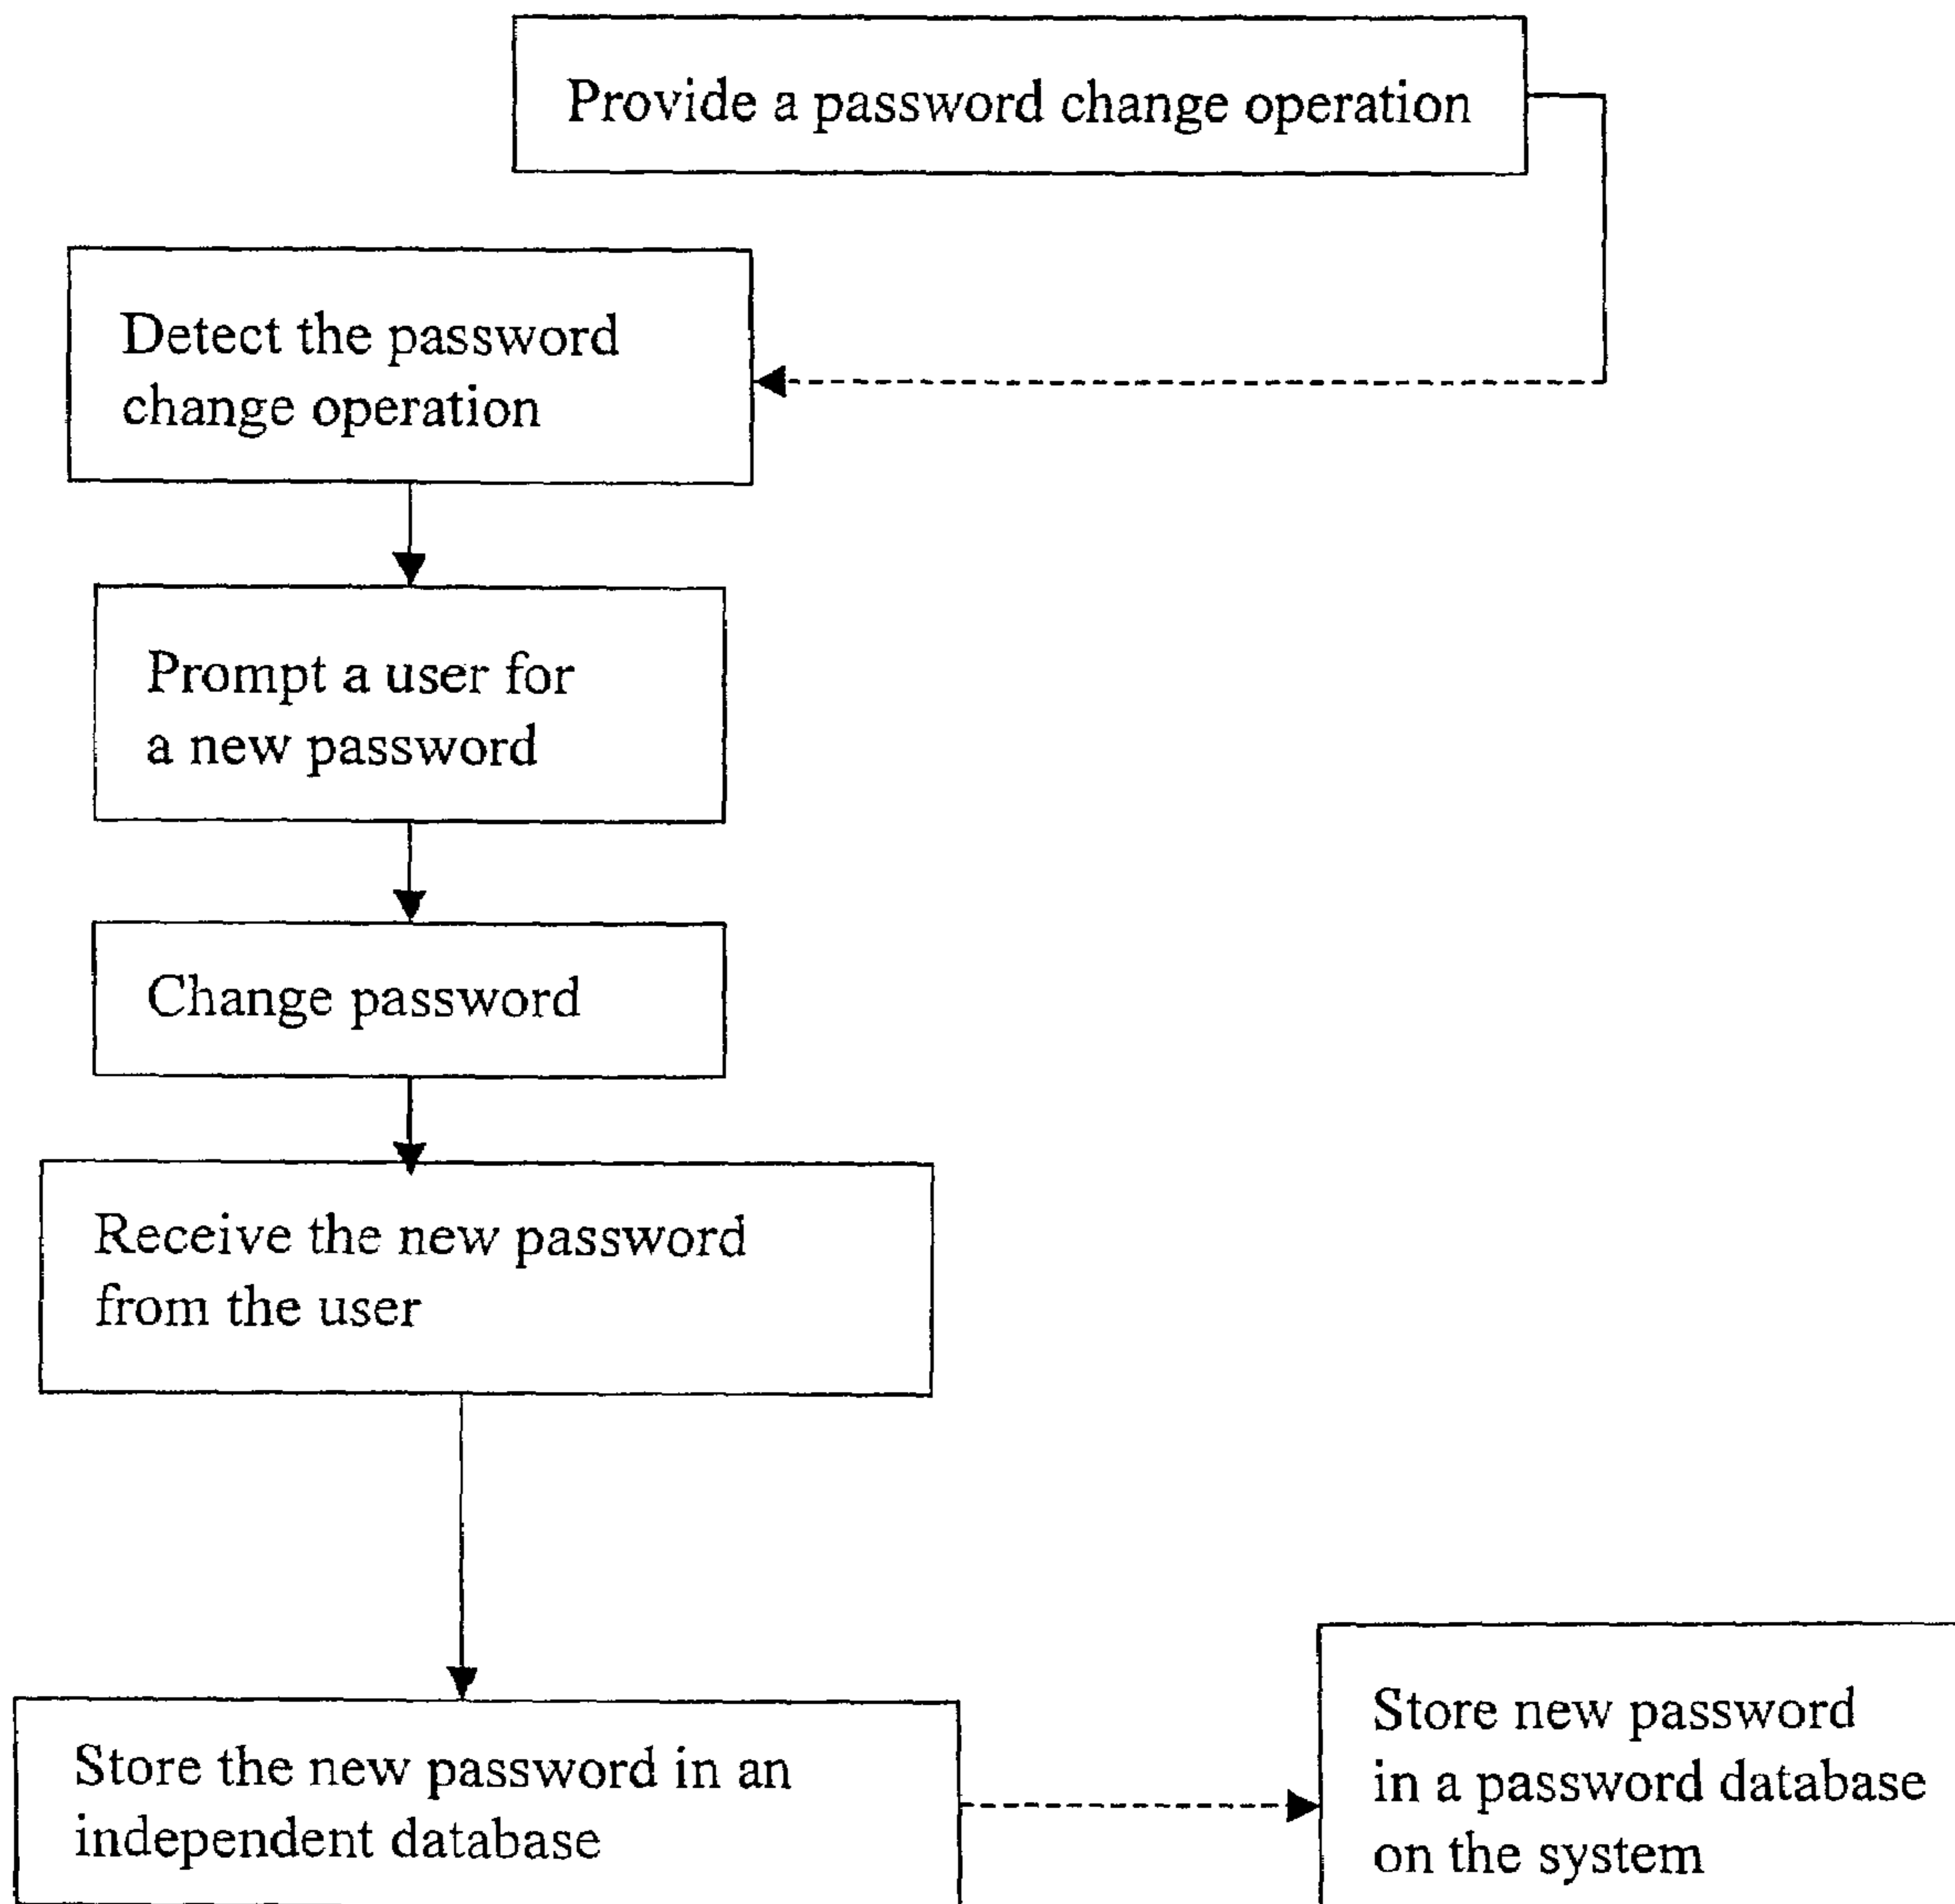 Provide a password change operation
Detect the password
change operation
Prompt a user for
a new password
Change password
Receive the new password
from the user
Store the new password in an
independent database
Store new password
in a password database
on the system